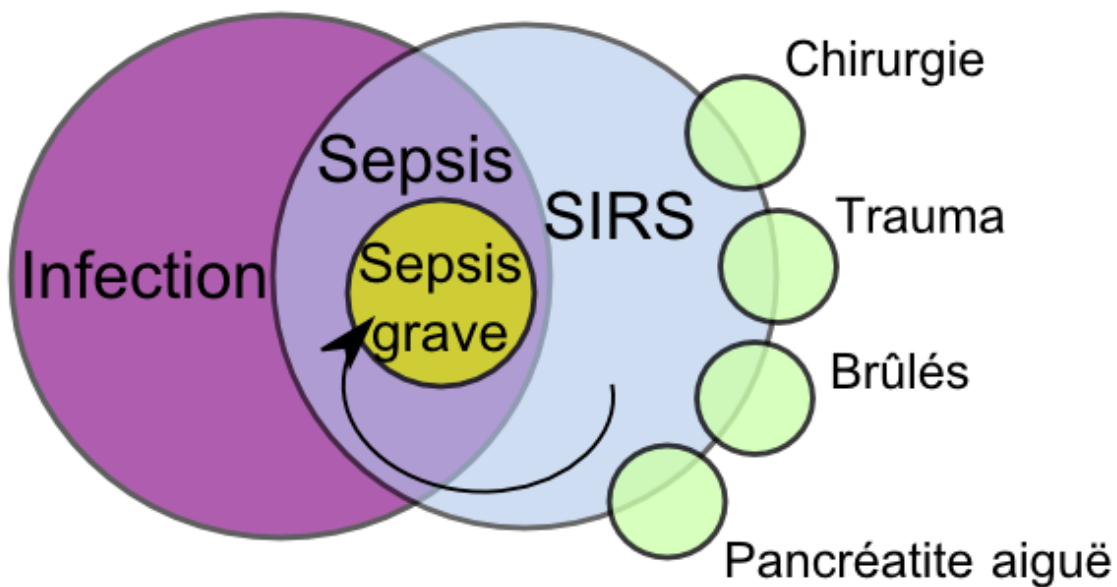 Chirurgie
Sepsis
SIRS
Trauma
Infection
Sepsis
grave
Brûlés
Pancréatite aiguë